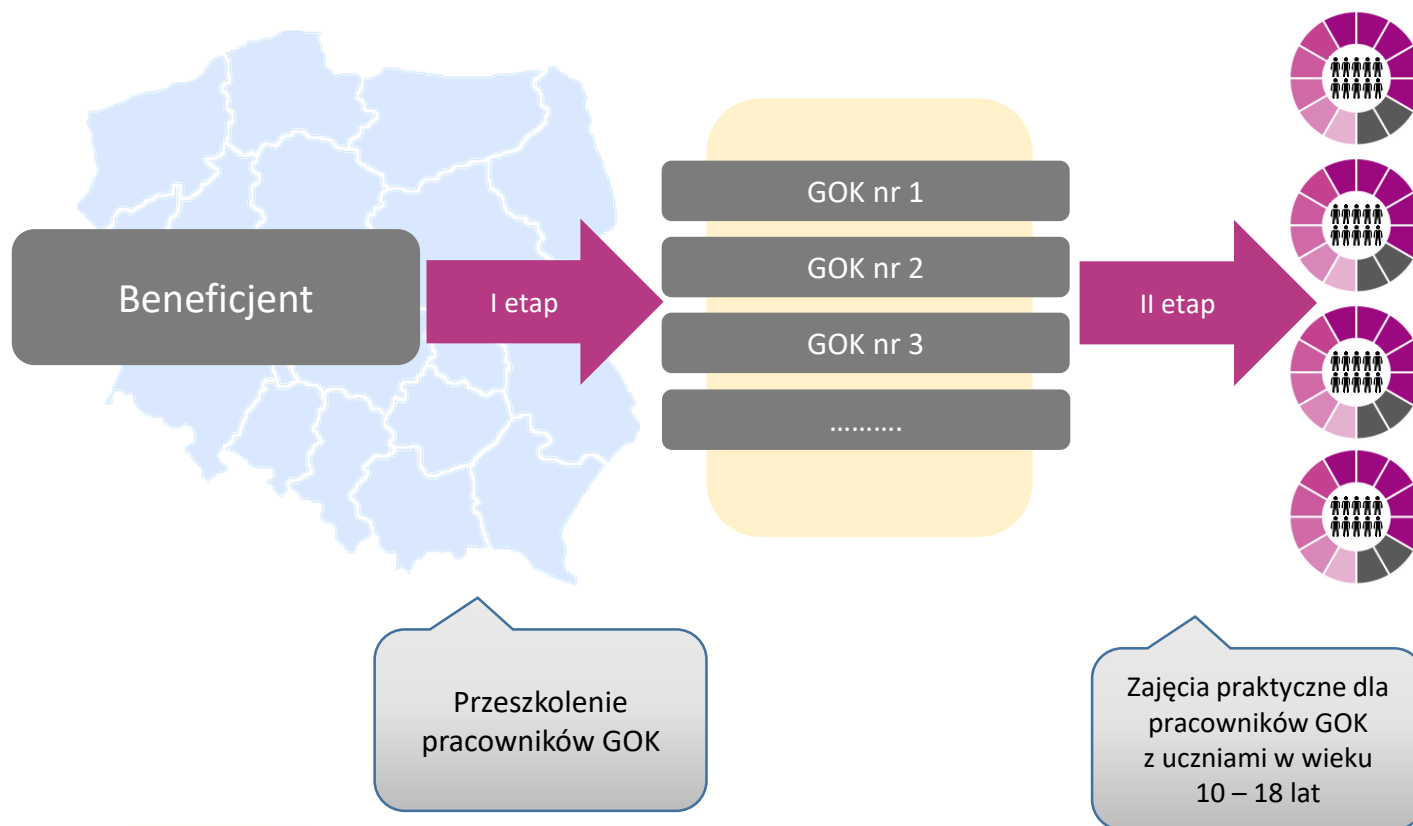 Beneficjent
I etap
GOK nr 1
GOK nr 2
GOK nr 3
..........
II etap
Przeszkolenie
pracowników GOK
Zajęcia praktyczne dla
pracowników GOK
z uczniami w wieku
10 – 18 lat